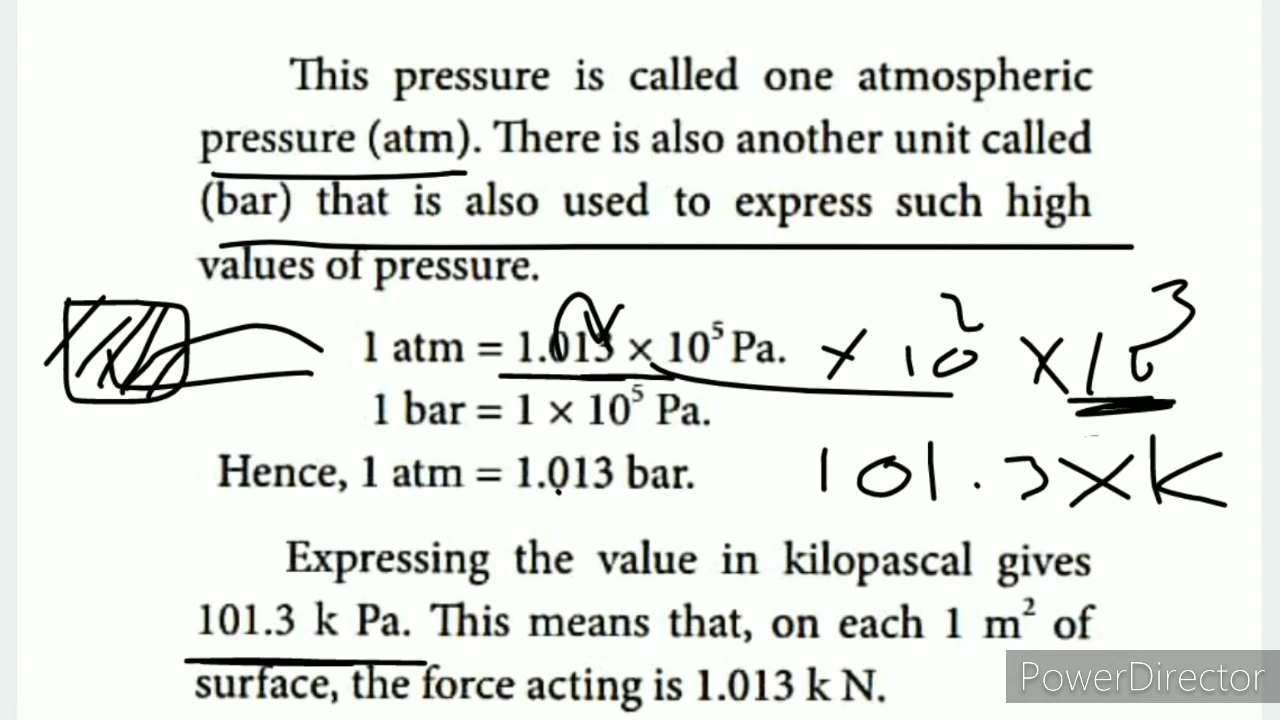 This pressure is called one atmospheric
pressure (atm). There is also another unit called
(bar) that is also used to express such high
values of pressure.
1 atm = 1.013 × 10⁵ Pa. × 10² × 10³
1 bar = 1 × 10⁵ Pa.
Hence, 1 atm = 1.013 bar. 101.3 × K
Expressing the value in kilopascal gives
101.3 k Pa. This means that, on each 1 m² of
surface, the force acting is 1.013 k N.
PowerDirector